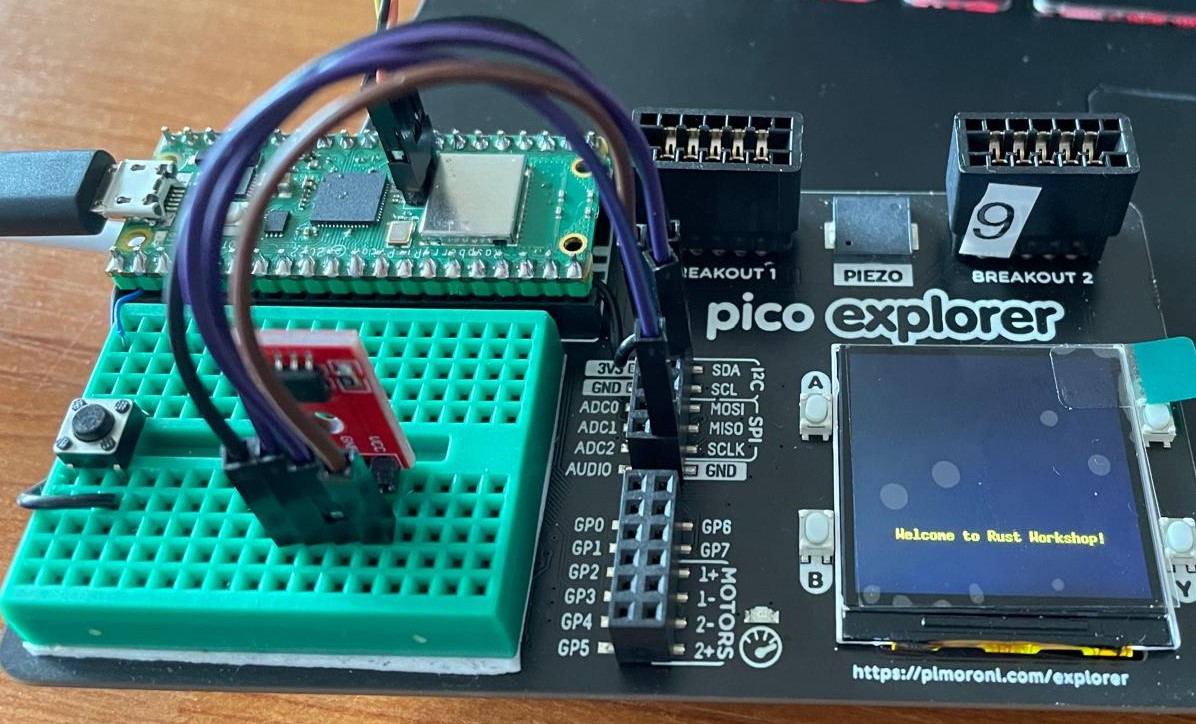 9
REAKOUT 1
PIEZO
BREAKOUT 2
pico explorer
3V3
SDA
GND
SCL
I2C
ADC0
MOSI
ADC1
MISO
SPI
ADC2
SCLK
AUDIO
GND
GP0
GP6
GP1
GP7
GP2
1+
GP3
1-
GP4
2-
GP5
2+
MOTORS
A
B
Y
VCC
Welcome to Rust Workshop!
https://pimoroni.com/explorer